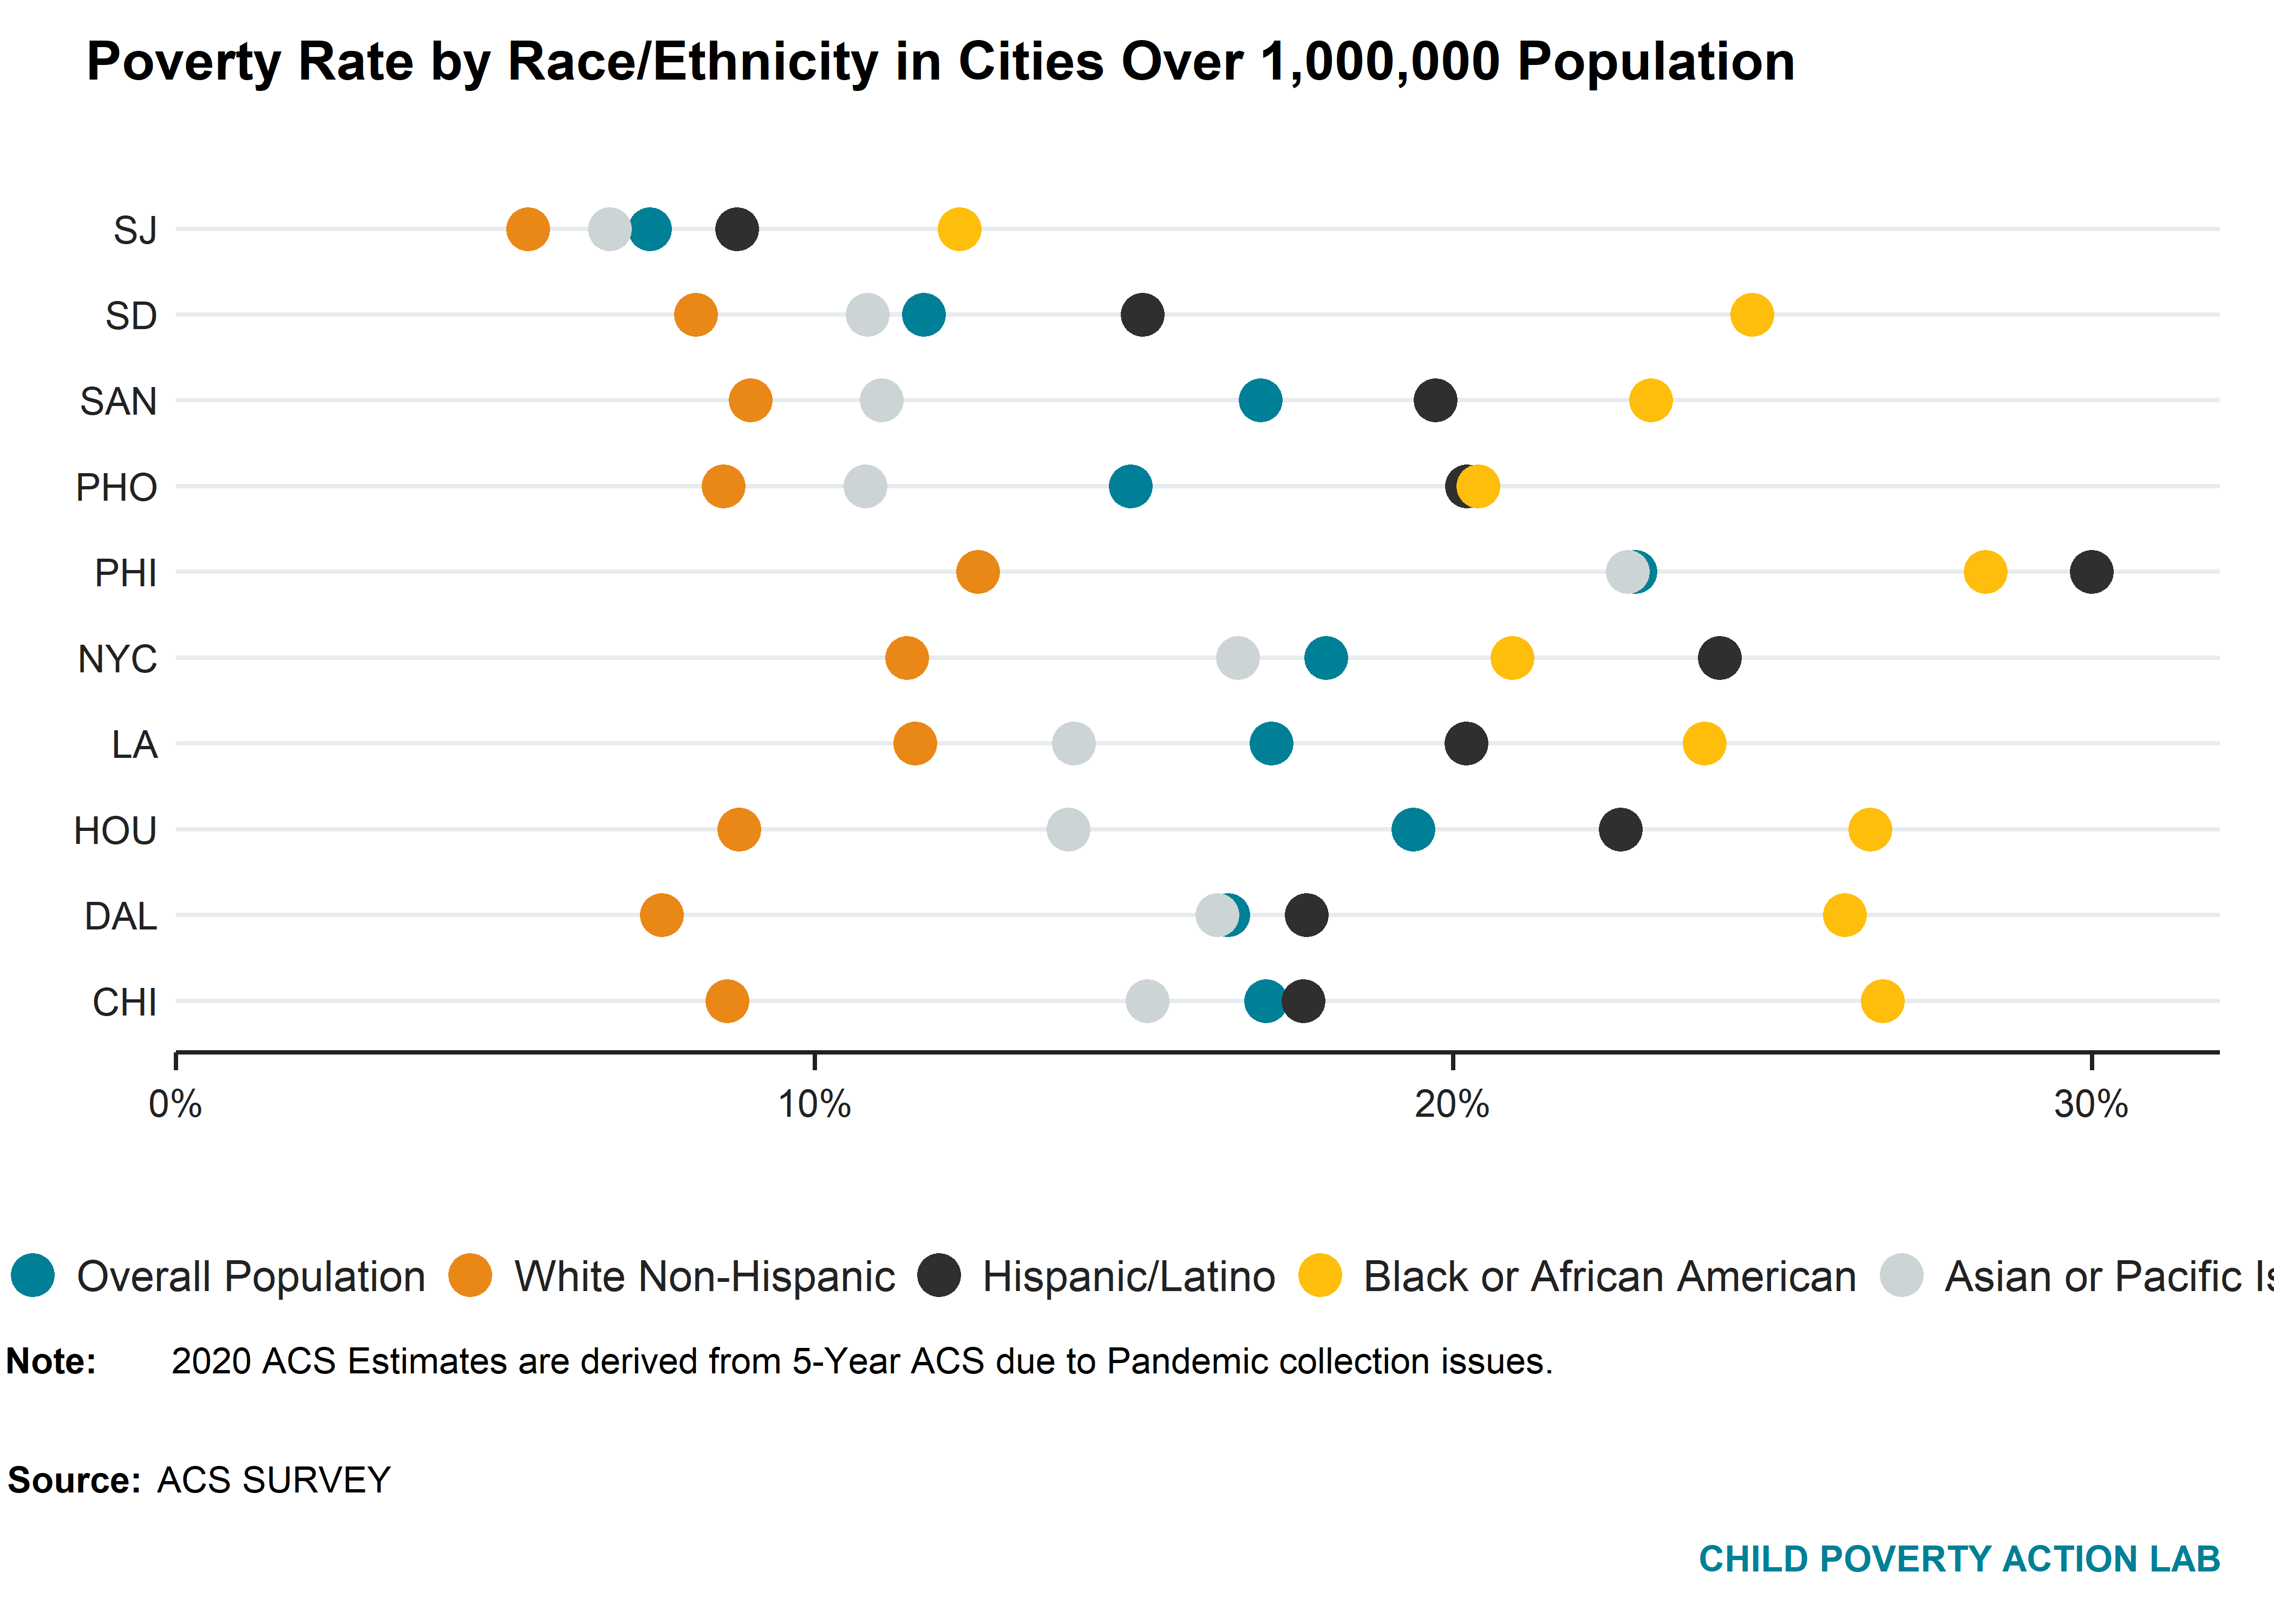 Poverty Rate by Race/Ethnicity in Cities Over 1,000,000 Population
SJ
SD
SAN
PHO
PHI
NYC
LA
HOU
DAL
CHI
0% 10% 20% 30%
Overall Population White Non-Hispanic Hispanic/Latino Black or African American Asian or Pacific Is
Note: 2020 ACS Estimates are derived from 5-Year ACS due to Pandemic collection issues.
Source: ACS SURVEY
CHILD POVERTY ACTION LAB